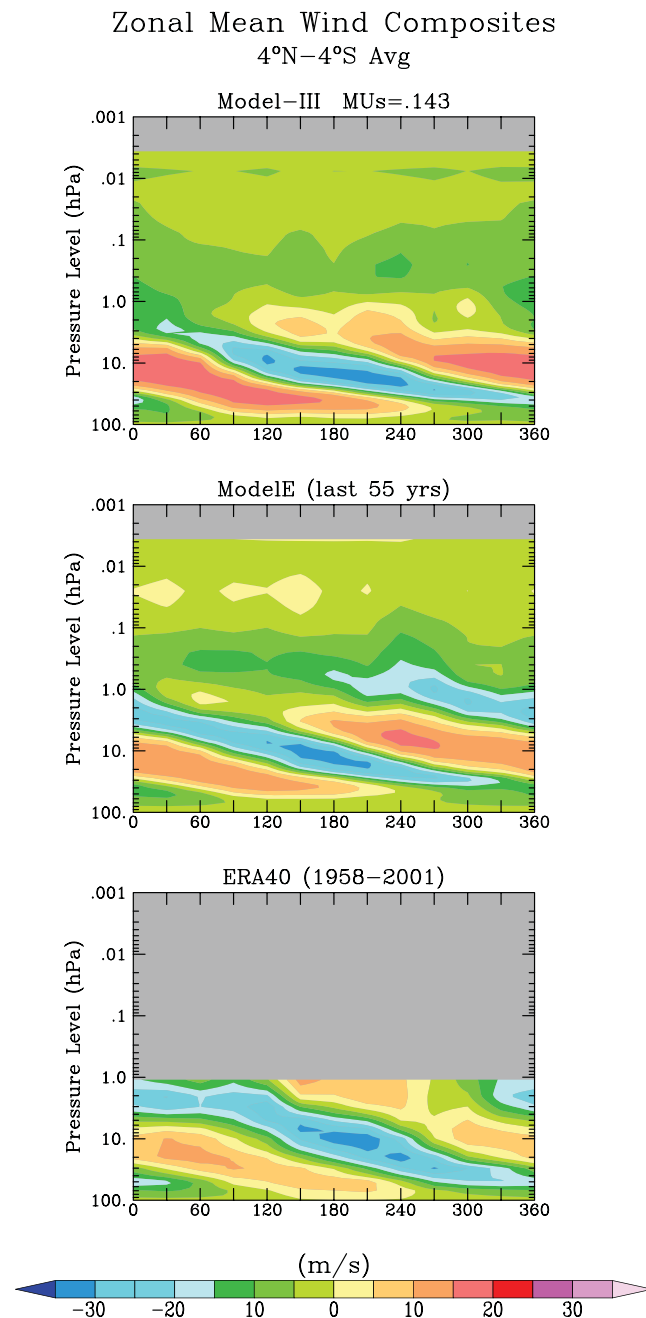 Zonal Mean Wind Composites
4°N−4°S Avg
Model−III MUs=.143
Pressure Level (hPa)
.001
.01
.1
1.0
10.
100.
0 60 120 180 240 300 360
ModelE (last 55 yrs)
Pressure Level (hPa)
.001
.01
.1
1.0
10.
100.
0 60 120 180 240 300 360
ERA40 (1958−2001)
Pressure Level (hPa)
.001
.01
.1
1.0
10.
100.
0 60 120 180 240 300 360
(m/s)
−30 −20 10 0 10 20 30